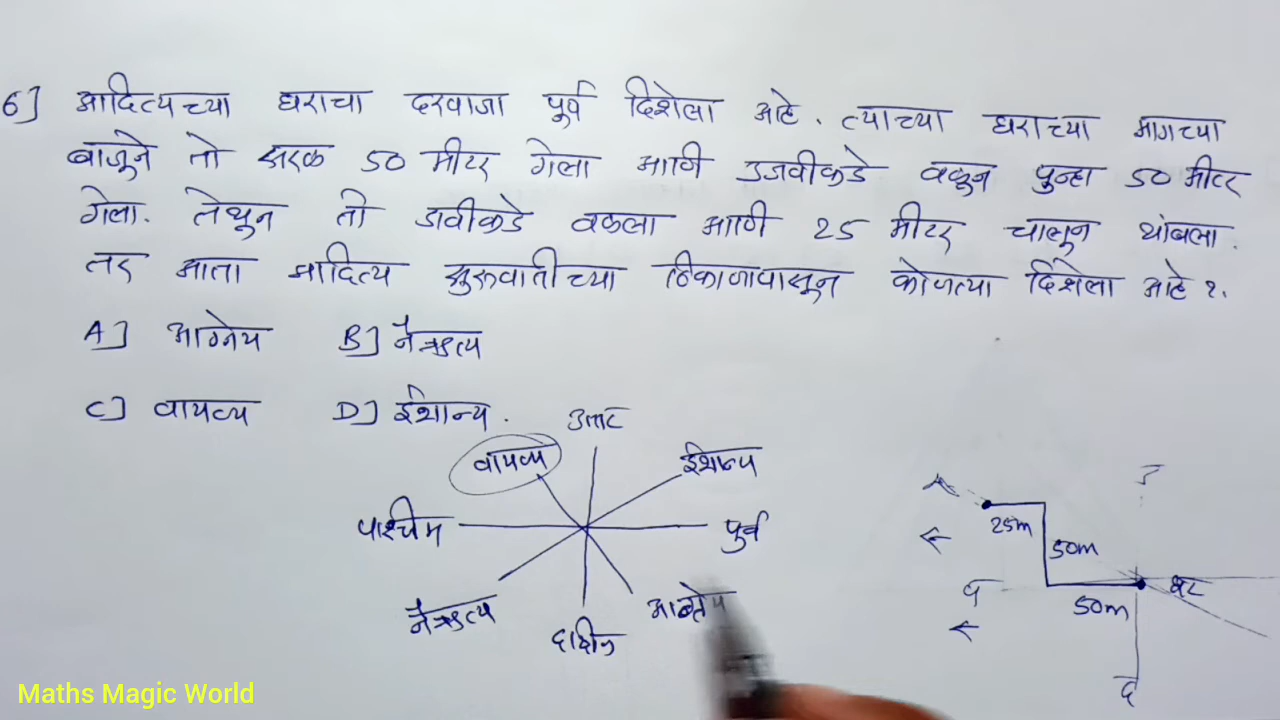 6] आदित्यच्या घराचा दरवाजा पूर्व दिशेला आहे. त्याच्या घराच्या मागच्या
बाजूने तो सरळ 50 मीटर गेला आणि उजवीकडे वळून पुन्हा 50 मीटर
गेला. तेथून तो डावीकडे वळला आणि 25 मीटर चालून थांबला.
तर आता आदित्य सुरुवातीच्या ठिकाणापासून कोणत्या दिशेला आहे ?.
A] आग्नेय B] नैऋत्य
C] वायव्य D] ईशान्य.
उत्तर
वायव्य ईशान्य
पश्चिम पूर्व
नैऋत्य
दक्षिण
25m
50m
प घर
50m
द
Maths Magic World